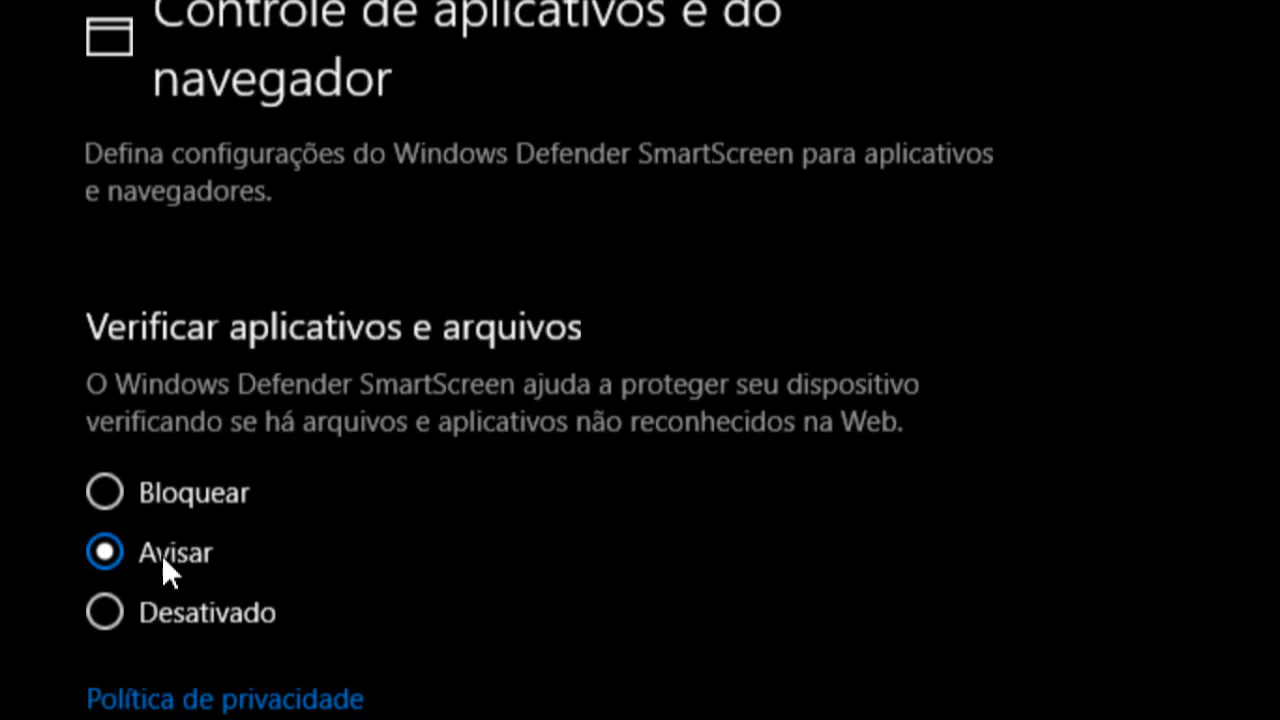 Controle de aplicativos e do
navegador
Defina configurações do Windows Defender SmartScreen para aplicativos
e navegadores.
Verificar aplicativos e arquivos
O Windows Defender SmartScreen ajuda a proteger seu dispositivo
verificando se há arquivos e aplicativos não reconhecidos na Web.
Bloquear
Avisar
Desativado
Política de privacidade